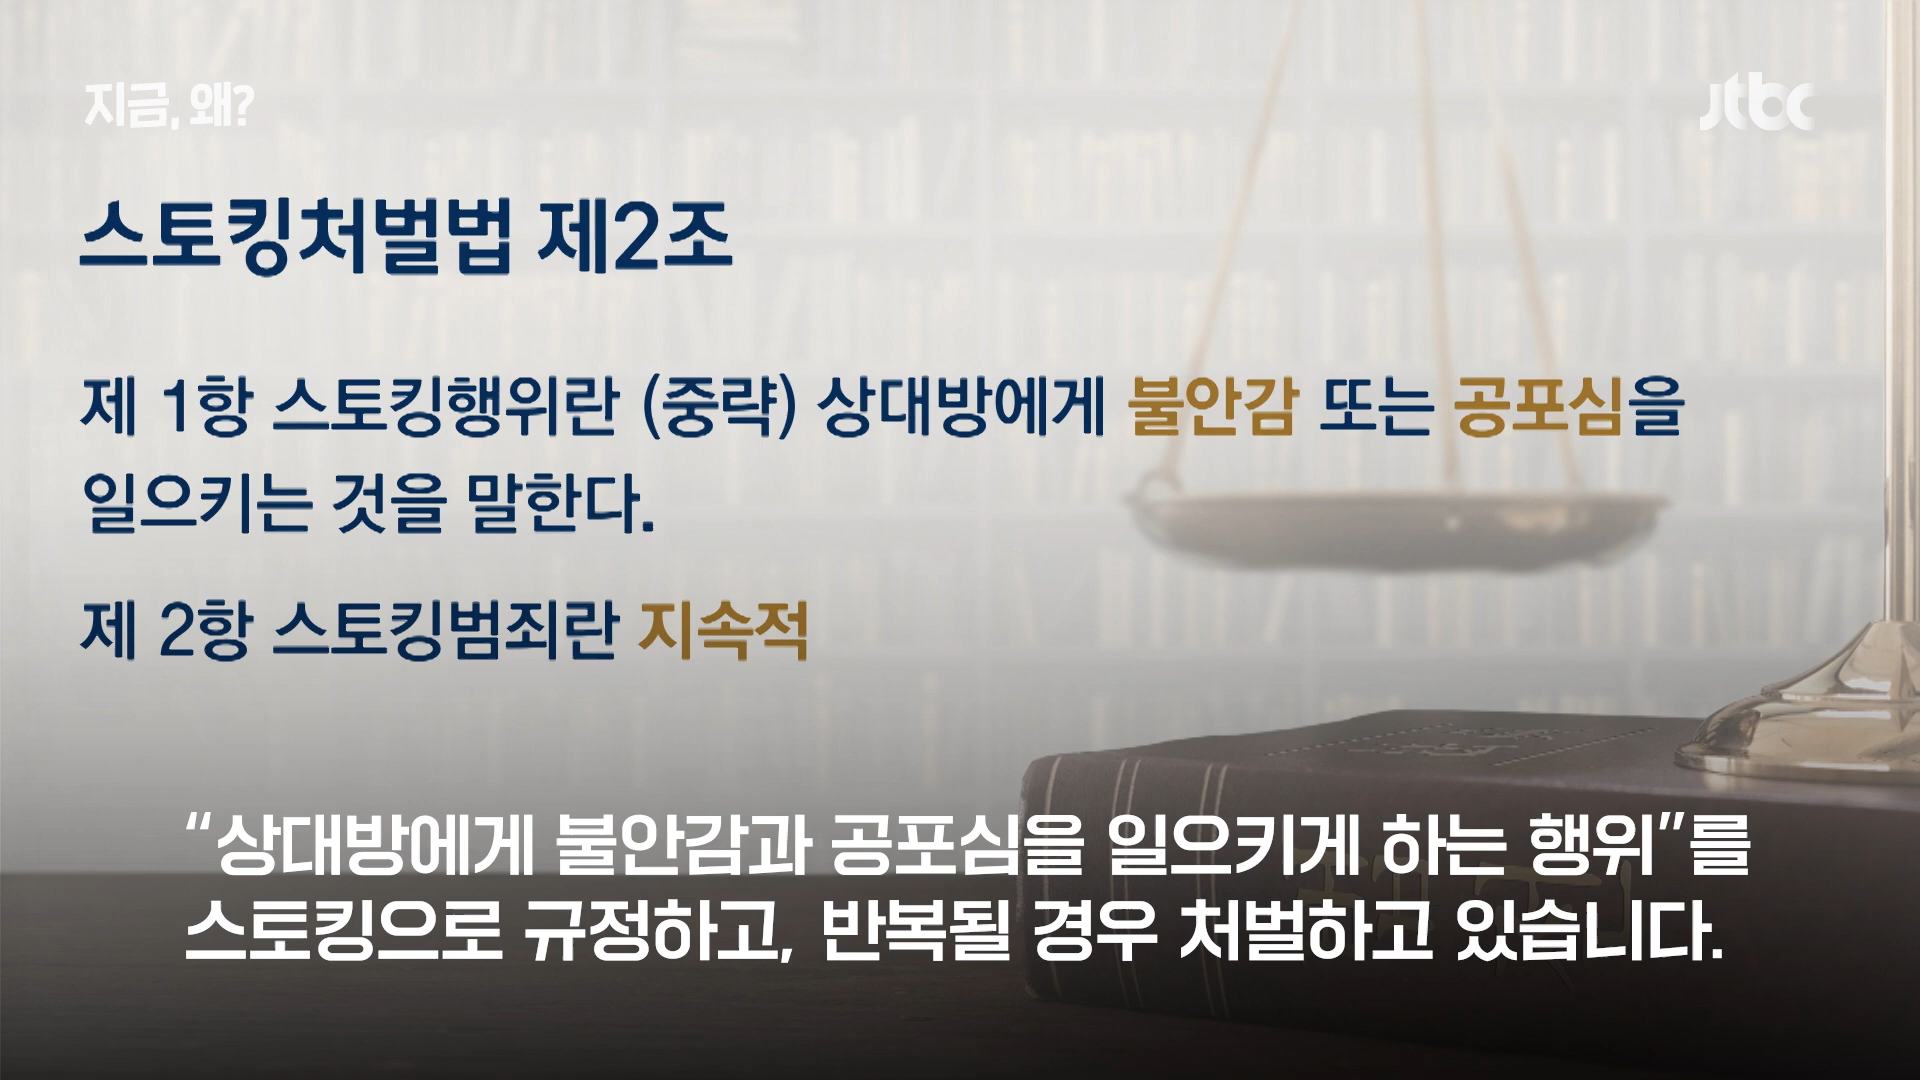 지금, 왜?
jtbc
스토킹처벌법 제2조
제 1항 스토킹행위란 (중략) 상대방에게 불안감 또는 공포심을
일으키는 것을 말한다.
제 2항 스토킹범죄란 지속적
“상대방에게 불안감과 공포심을 일으키게 하는 행위”를
스토킹으로 규정하고, 반복될 경우 처벌하고 있습니다.